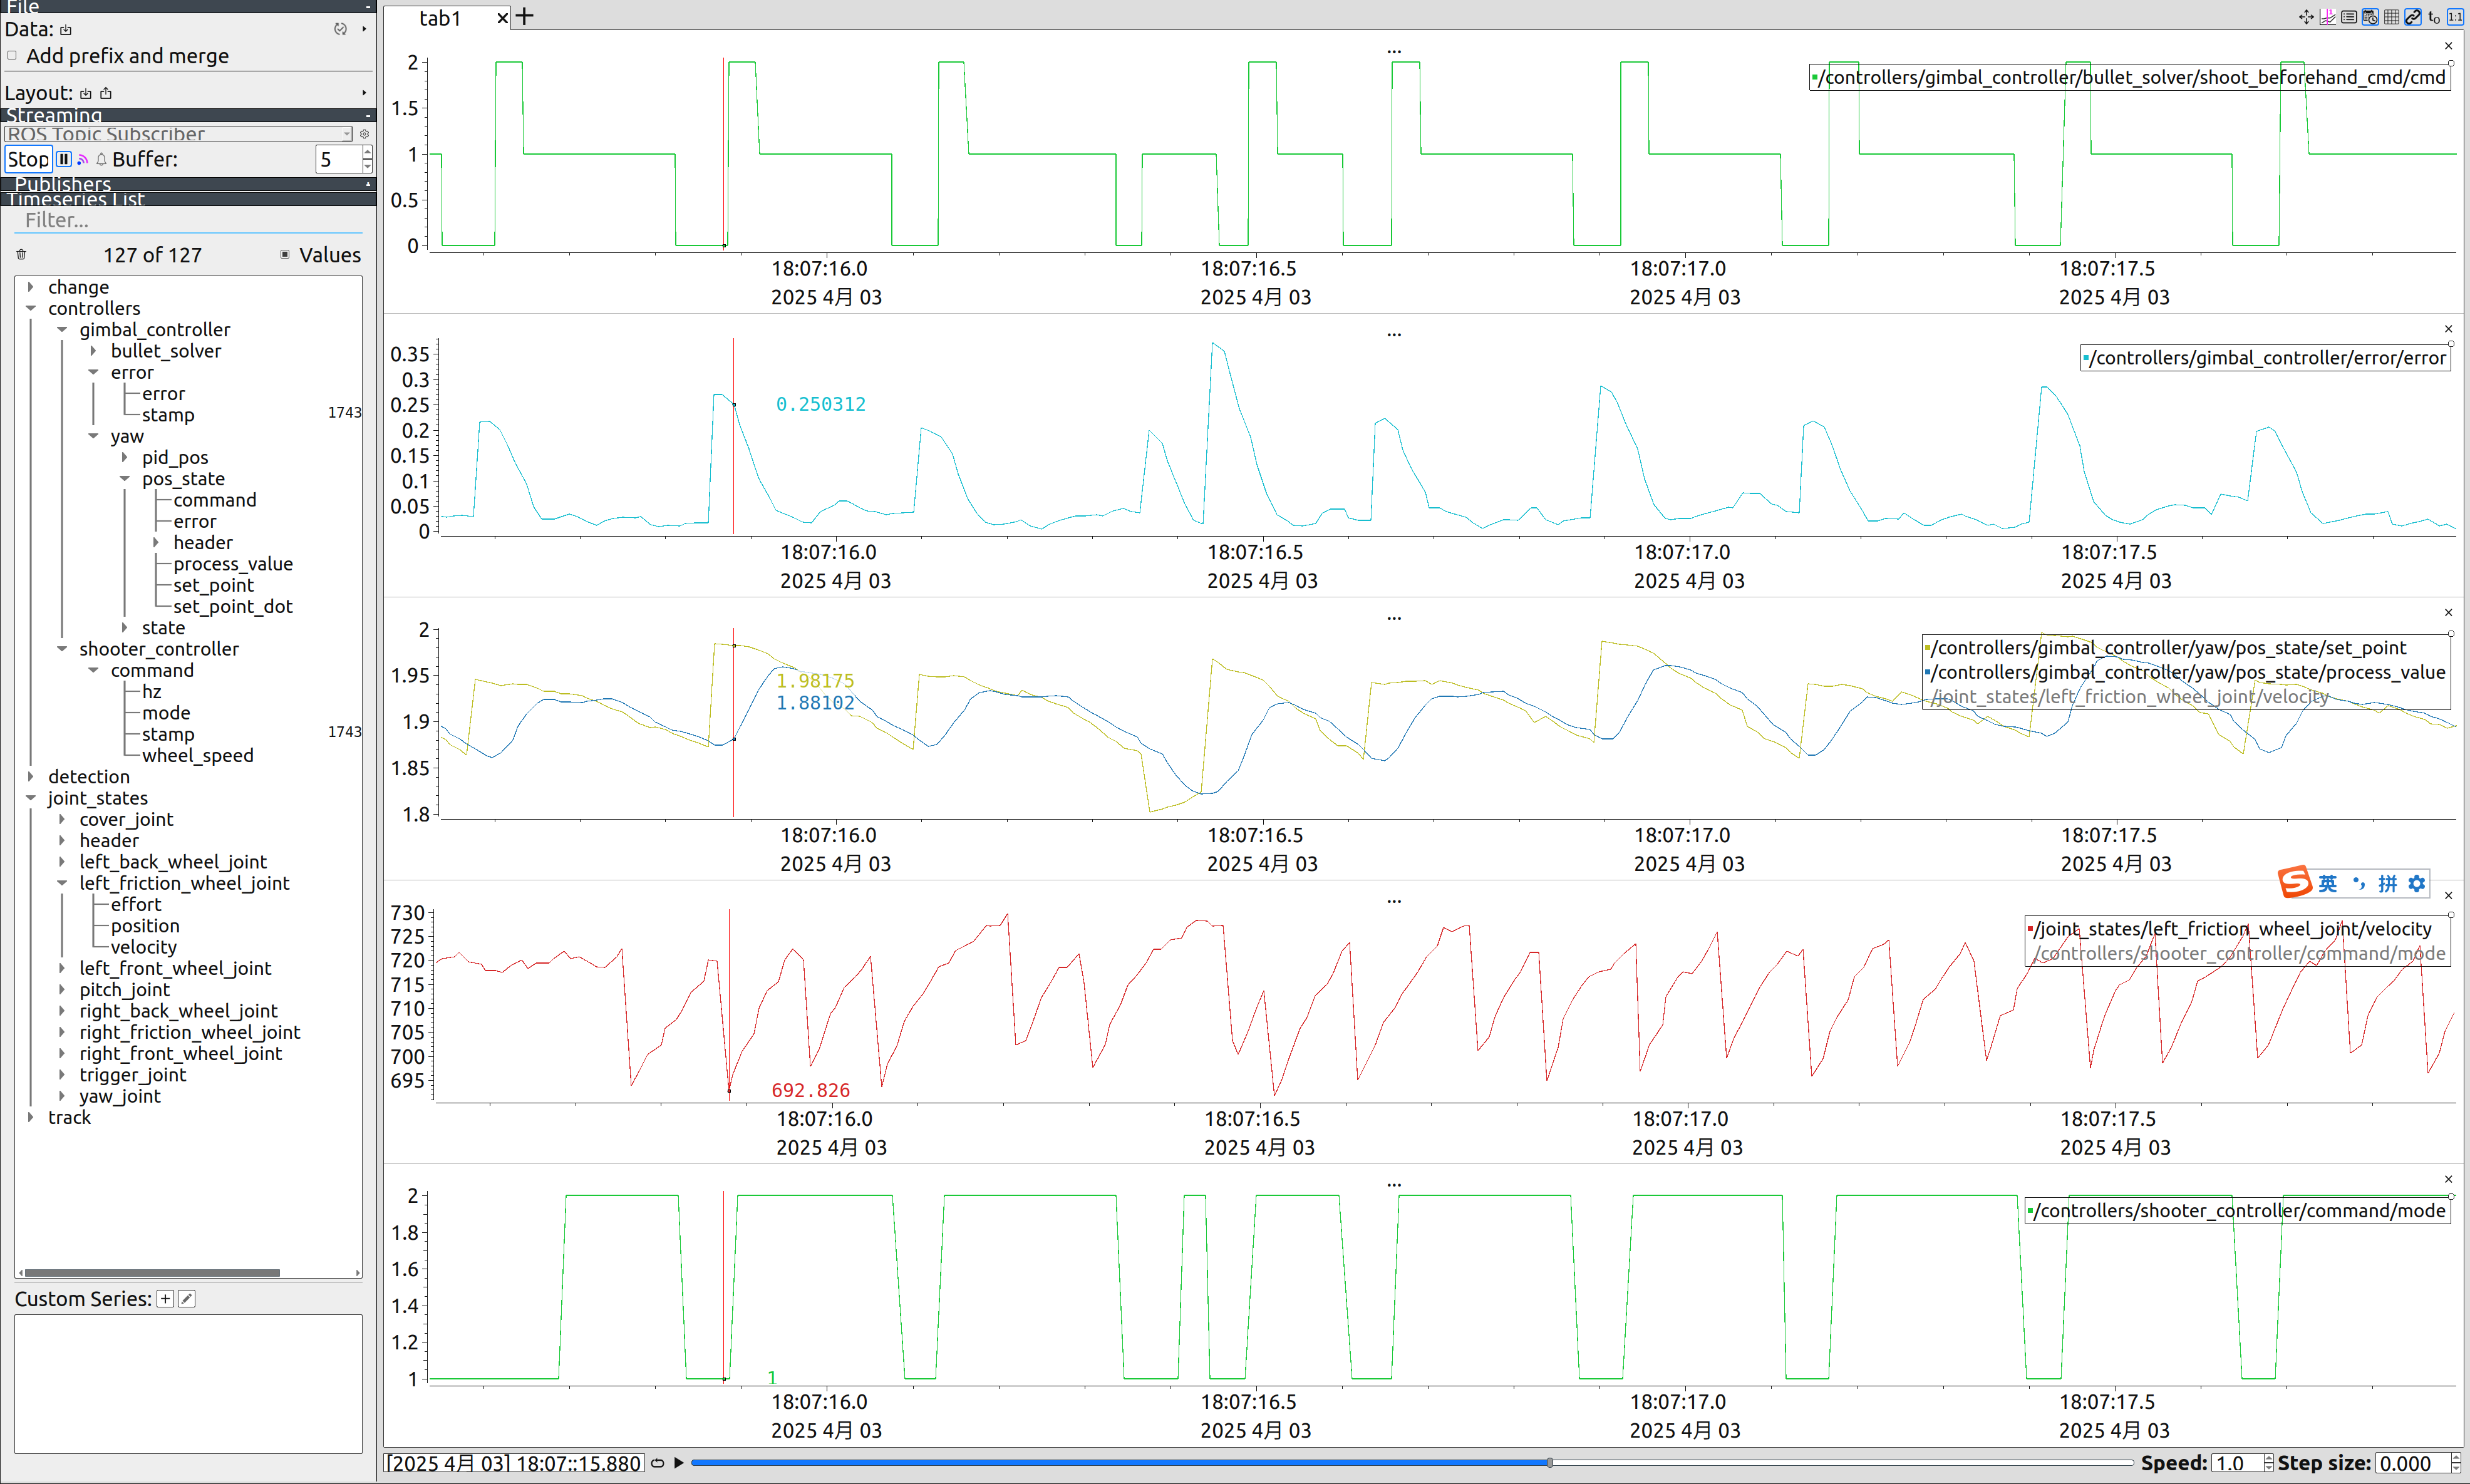 File
-
Data:
Add prefix and merge
Layout:
Streaming
-
ROS Topic Subscriber
Stop
Buffer:
5
Publishers
Timeseries List
Filter...
127 of 127
Values
change
controllers
gimbal_controller
bullet_solver
error
error
stamp 1743
yaw
pid_pos
pos_state
command
error
header
process_value
set_point
set_point_dot
state
shooter_controller
command
hz
mode
stamp 1743
wheel_speed
detection
joint_states
cover_joint
header
left_back_wheel_joint
left_friction_wheel_joint
effort
position
velocity
left_front_wheel_joint
pitch_joint
right_back_wheel_joint
right_friction_wheel_joint
right_front_wheel_joint
trigger_joint
yaw_joint
track
Custom Series:
tab1
t₀
1:1
...
2
1.5
1
0.5
0
/controllers/gimbal_controller/bullet_solver/shoot_beforehand_cmd/cmd
18:07:16.0 18:07:16.5 18:07:17.0 18:07:17.5
2025 4月 03 2025 4月 03 2025 4月 03 2025 4月 03
...
0.35
0.3
0.25
0.2
0.15
0.1
0.05
0
0.250312
/controllers/gimbal_controller/error/error
18:07:16.0 18:07:16.5 18:07:17.0 18:07:17.5
2025 4月 03 2025 4月 03 2025 4月 03 2025 4月 03
...
2
1.95
1.9
1.85
1.8
1.98175
1.88102
/controllers/gimbal_controller/yaw/pos_state/set_point
/controllers/gimbal_controller/yaw/pos_state/process_value
/joint_states/left_friction_wheel_joint/velocity
18:07:16.0 18:07:16.5 18:07:17.0 18:07:17.5
2025 4月 03 2025 4月 03 2025 4月 03 2025 4月 03
S 英 拼
...
730
725
720
715
710
705
700
695
692.826
/joint_states/left_friction_wheel_joint/velocity
/controllers/shooter_controller/command/mode
18:07:16.0 18:07:16.5 18:07:17.0 18:07:17.5
2025 4月 03 2025 4月 03 2025 4月 03 2025 4月 03
...
2
1.8
1.6
1.4
1.2
1
1
/controllers/shooter_controller/command/mode
18:07:16.0 18:07:16.5 18:07:17.0 18:07:17.5
2025 4月 03 2025 4月 03 2025 4月 03 2025 4月 03
[2025 4月 03] 18:07::15.880
Speed: 1.0 Step size: 0.000